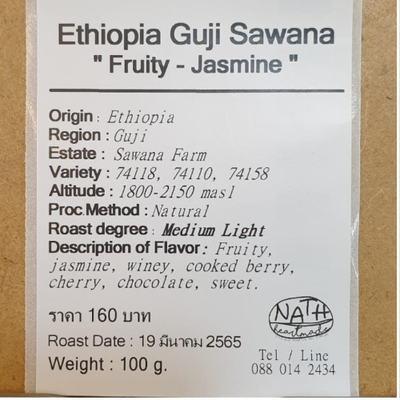 Ethiopia Guji Sawana
" Fruity - Jasmine "
Origin : Ethiopia
Region : Guji
Estate : Sawana Farm
Variety : 74118, 74110, 74158
Altitude : 1800-2150 masl
Proc.Method : Natural
Roast degree : Medium Light
Description of Flavor : Fruity,
jasmine, winey, cooked berry,
cherry, chocolate, sweet.
ราคา 160 บาท
Roast Date : 19 มีนาคม 2565
Weight : 100 g.
NATH
heartmade
Tel / Line
088 014 2434